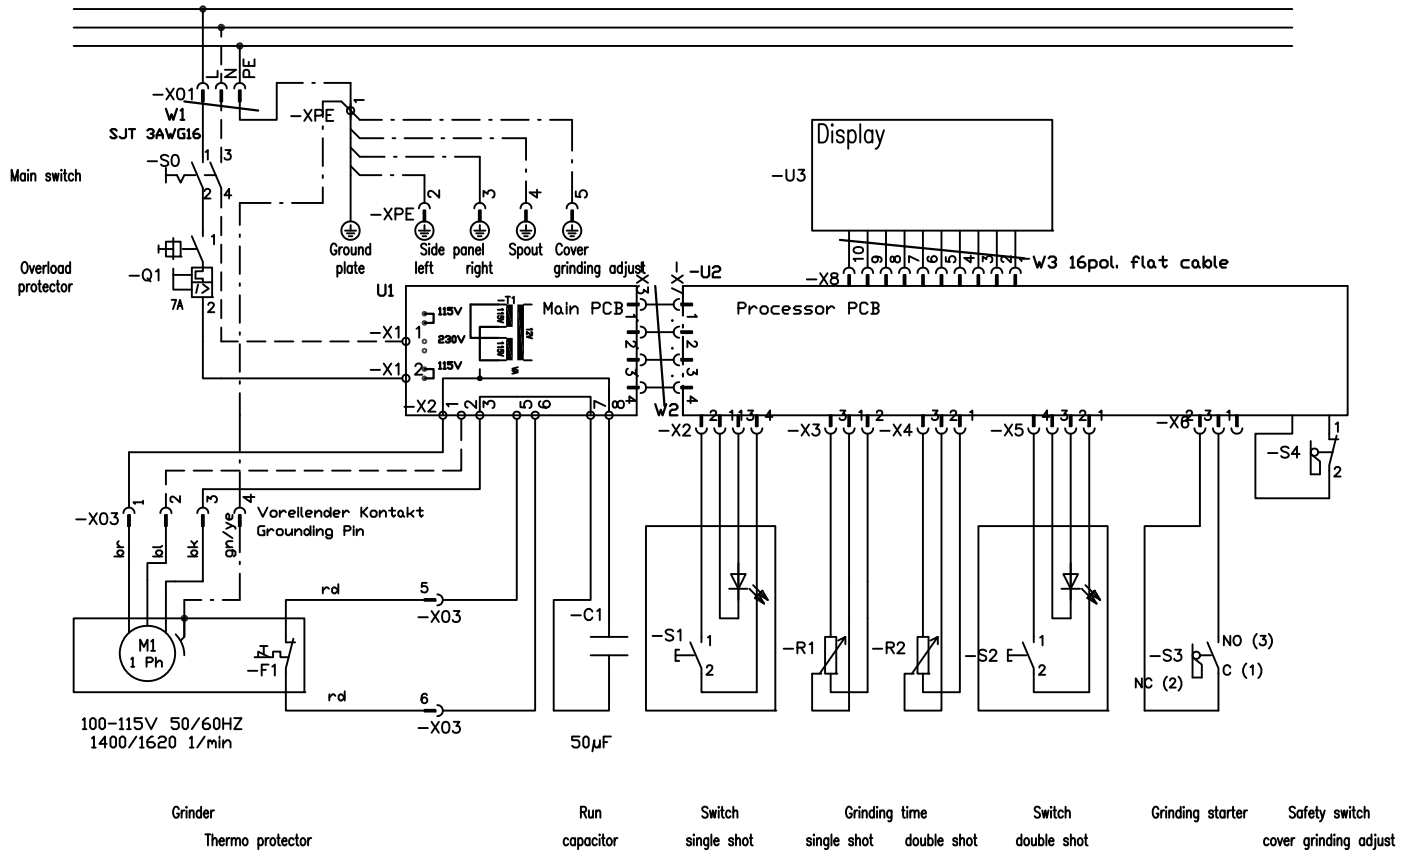 L
N
PE
-X01
W1
SJT 3AWG16
-XPE
1
Main switch
-S0
1
3
2
4
Overload
protector
-Q1
1
7A
2
-XPE
2
3
4
5
Ground
plate
Side panel
left right
Spout
Cover
grinding adjust
Display
-U3
10
9
8
7
6
5
4
3
2
1
W3 16pol. flat cable
-X8
U1
-T1
Main PCB
115V
230V
115V
115V
115V
12V
VA
-X1 1
-X1 2
-X2
1
2
3
5
6
7
8
-X3
1
2
3
4
W2
-X7
1
2
3
4
-U2
Processor PCB
-X2
2
1
3
4
-X3
3
1
2
-X4
3
2
1
-X5
4
3
2
1
-X6
2
3
1
-S4
1
2
-X03
1
2
3
4
Voreilender Kontakt
Grounding Pin
br
bl
bk
gn/ye
M1
1 Ph
-F1
rd
5
-X03
rd
6
-X03
100-115V 50/60HZ
1400/1620 1/min
-C1
50µF
-S1
1
2
-R1
-R2
-S2
1
2
-S3
NO (3)
C (1)
NC (2)
Grinder
Thermo protector
Run
capacitor
Switch
single shot
Grinding time
single shot double shot
Switch
double shot
Grinding starter
Safety switch
cover grinding adjust